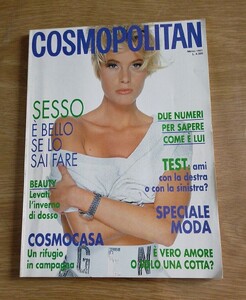 COSMOPOLITAN
SESSO
È BELLO
SE LO
SAI FARE
DUE NUMERI
PER SAPERE
COME È LUI
TEST: ami
con la destra
o con la sinistra?
BEAUTY
Levati
l'inverno
di dosso
SPECIALE
MODA
COSMOCASA
Un rifugio
in campagna
È VERO AMORE
O SOLO UNA COTTA?